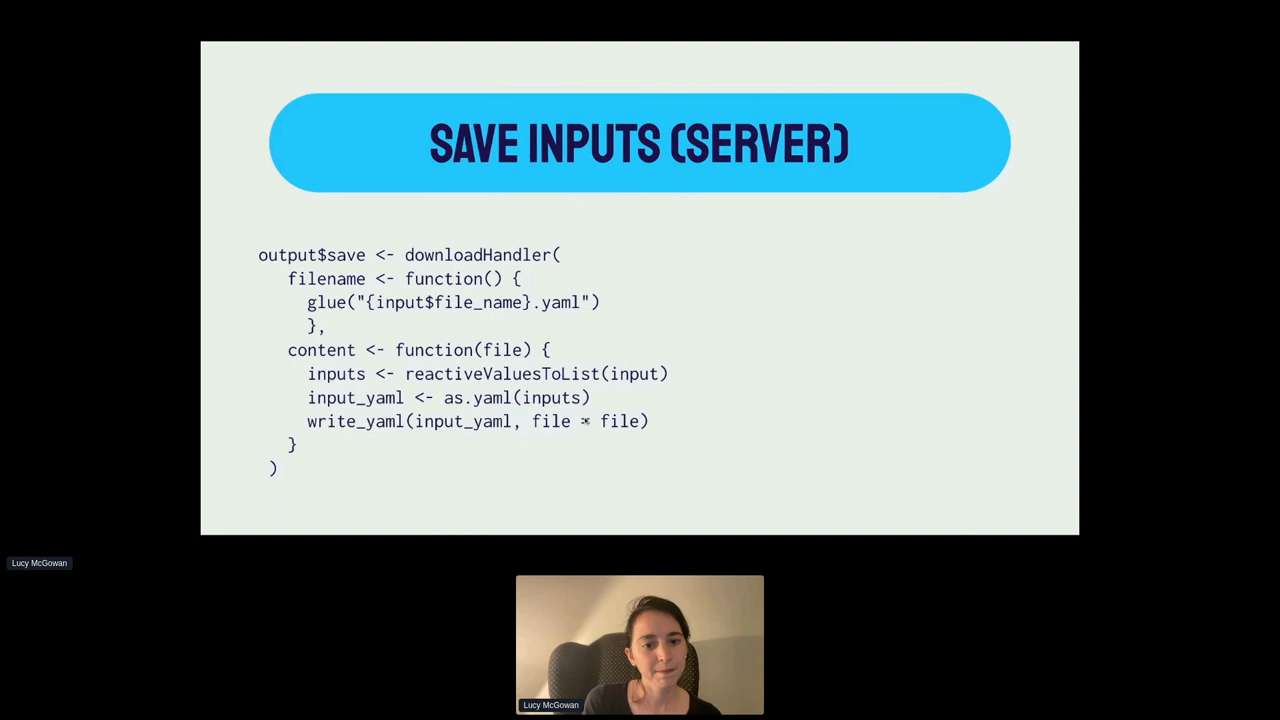 SAVE INPUTS (SERVER)
output$save <- downloadHandler(
filename <- function() {
glue("{input$file_name}.yaml")
},
content <- function(file) {
inputs <- reactiveValuesToList(input)
input_yaml <- as.yaml(inputs)
write_yaml(input_yaml, file = file)
}
)
Lucy McGowan
Lucy McGowan